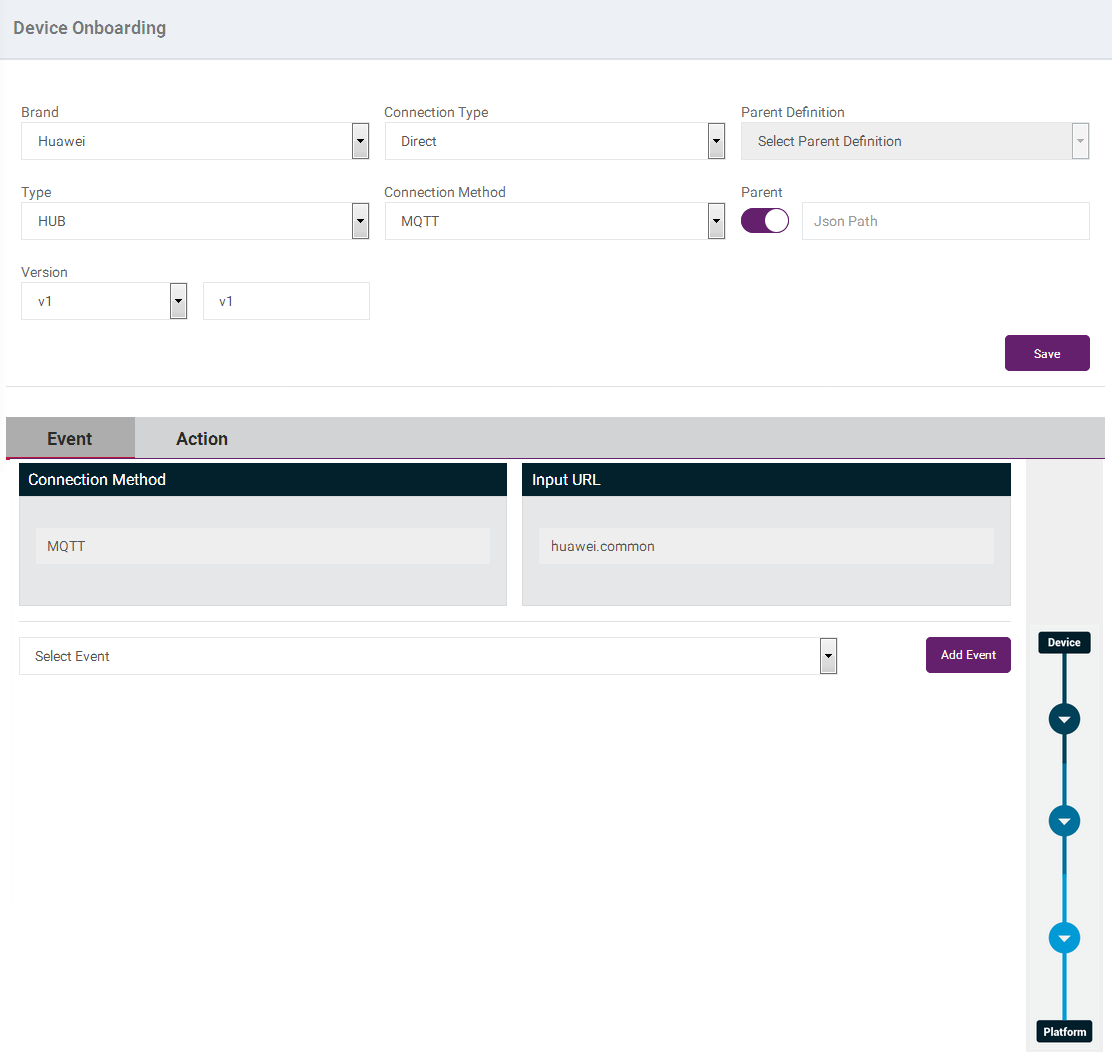 Device Onboarding
Brand Connection Type Parent Definition
Huawei Direct Select Parent Definition
Type Connection Method Parent
HUB MQTT Json Path
Version
v1 v1
Save
Event Action
Connection Method Input URL
MQTT huawei.common
Select Event Add Event
Device
Platform